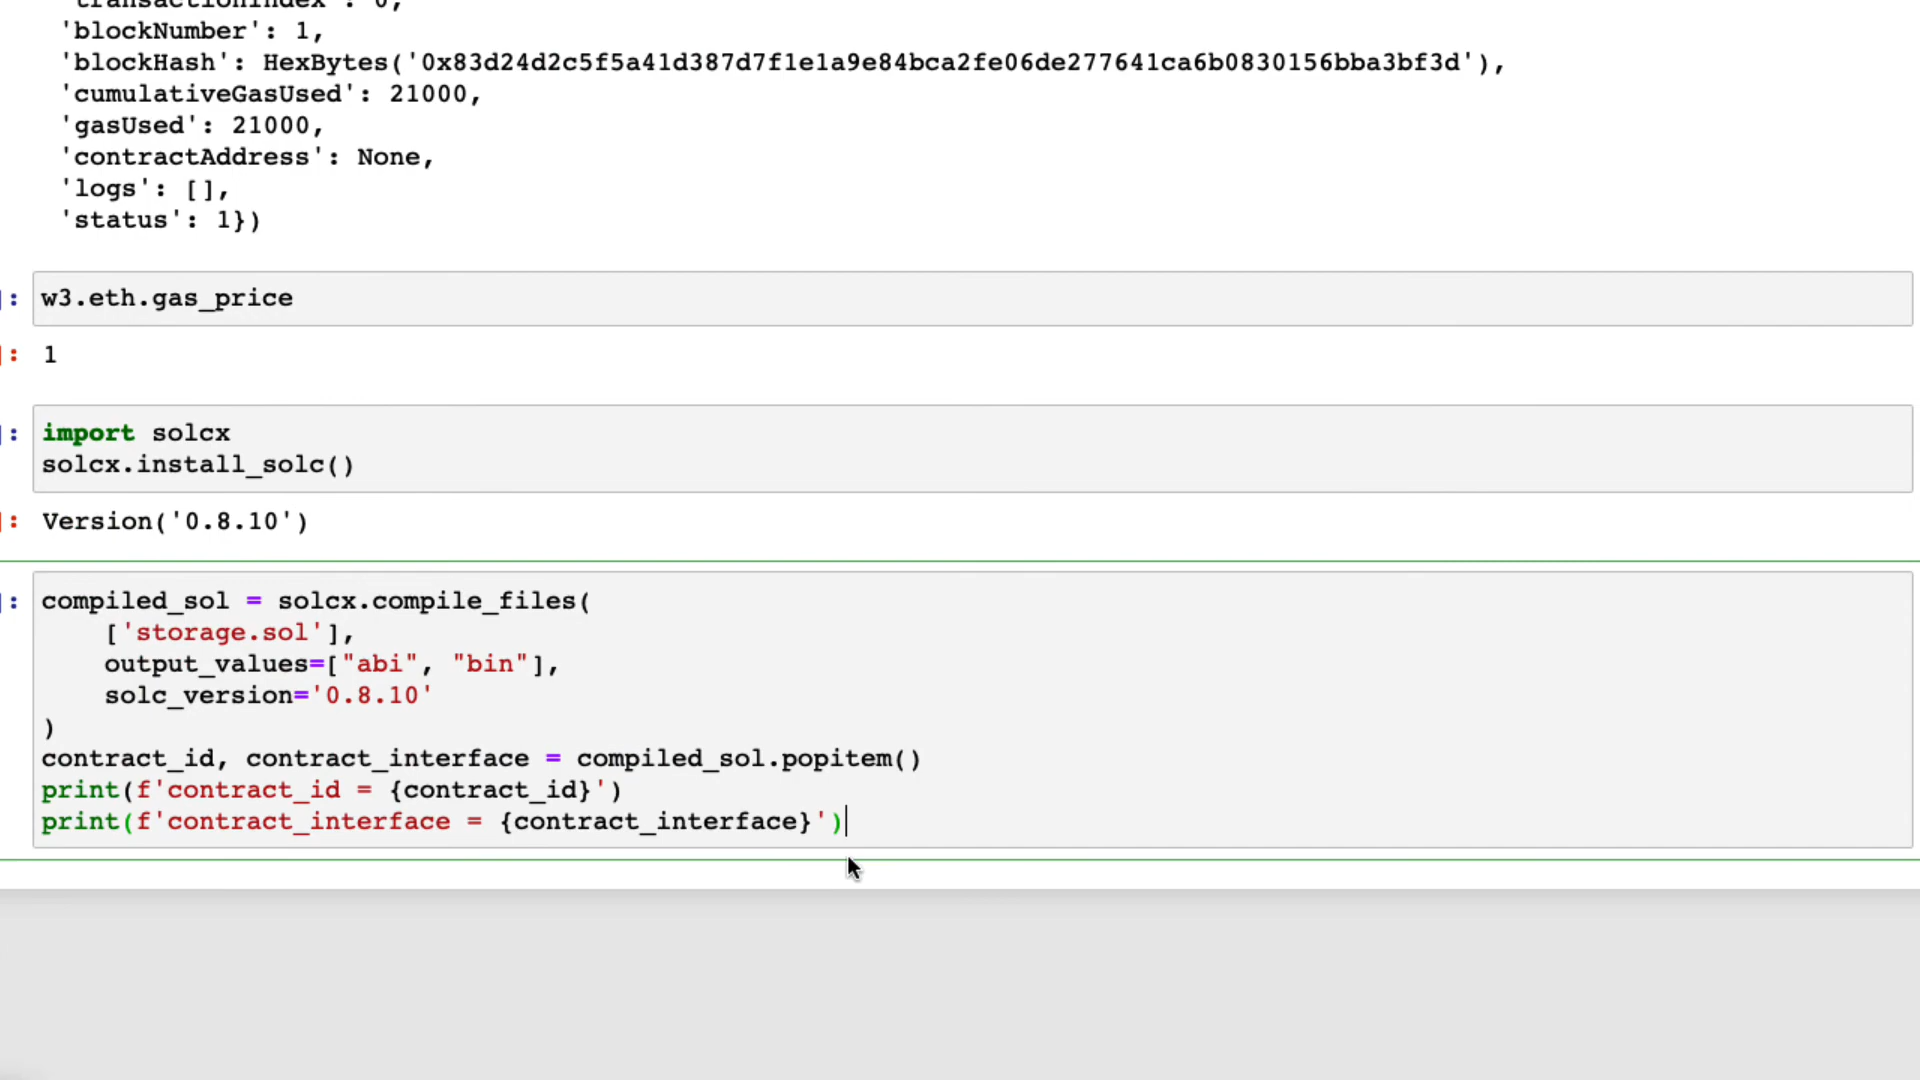 'transactionIndex': 0,
'blockNumber': 1,
'blockHash': HexBytes('0x83d24d2c5f5a41d387d7f1e1a9e84bca2fe06de277641ca6b0830156bba3bf3d'),
'cumulativeGasUsed': 21000,
'gasUsed': 21000,
'contractAddress': None,
'logs': [],
'status': 1})
]: w3.eth.gas_price
]: 1
]: import solcx
solcx.install_solc()
]: Version('0.8.10')
]: compiled_sol = solcx.compile_files(
['storage.sol'],
output_values=["abi", "bin"],
solc_version='0.8.10'
)
contract_id, contract_interface = compiled_sol.popitem()
print(f'contract_id = {contract_id}')
print(f'contract_interface = {contract_interface}')